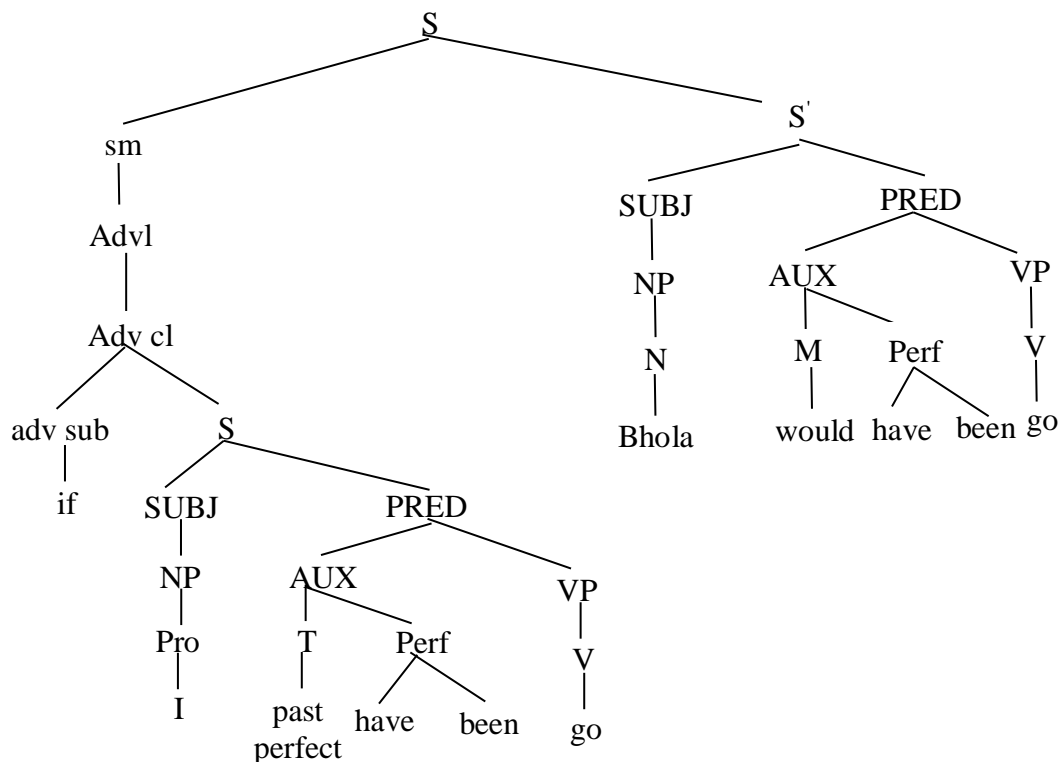 S
sm S'
SUBJ PRED
Advl
NP AUX VP
Adv cl
N M Perf V
adv sub S Bhola would have been go
if SUBJ PRED
NP AUX VP
Pro T Perf V
I past have been go
perfect